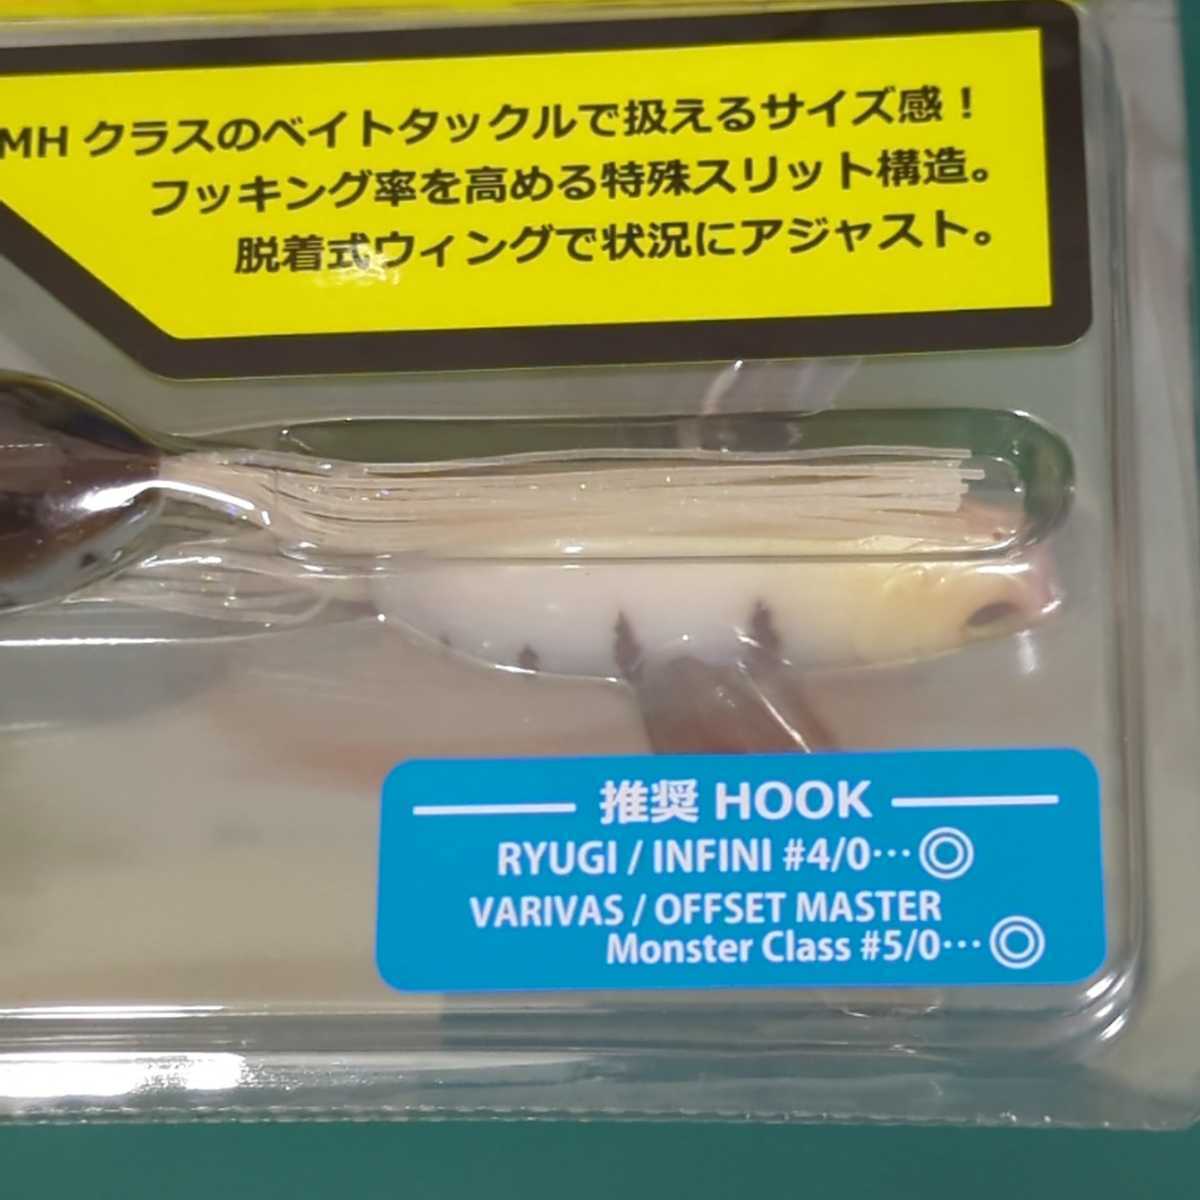 MHクラスのベイトタックルで扱えるサイズ感！
フッキング率を高める特殊スリット構造。
脱着式ウィングで状況にアジャスト。
推奨 HOOK
RYUGI / INFINI #4/0…◎
VARIVAS / OFFSET MASTER
Monster Class #5/0…◎